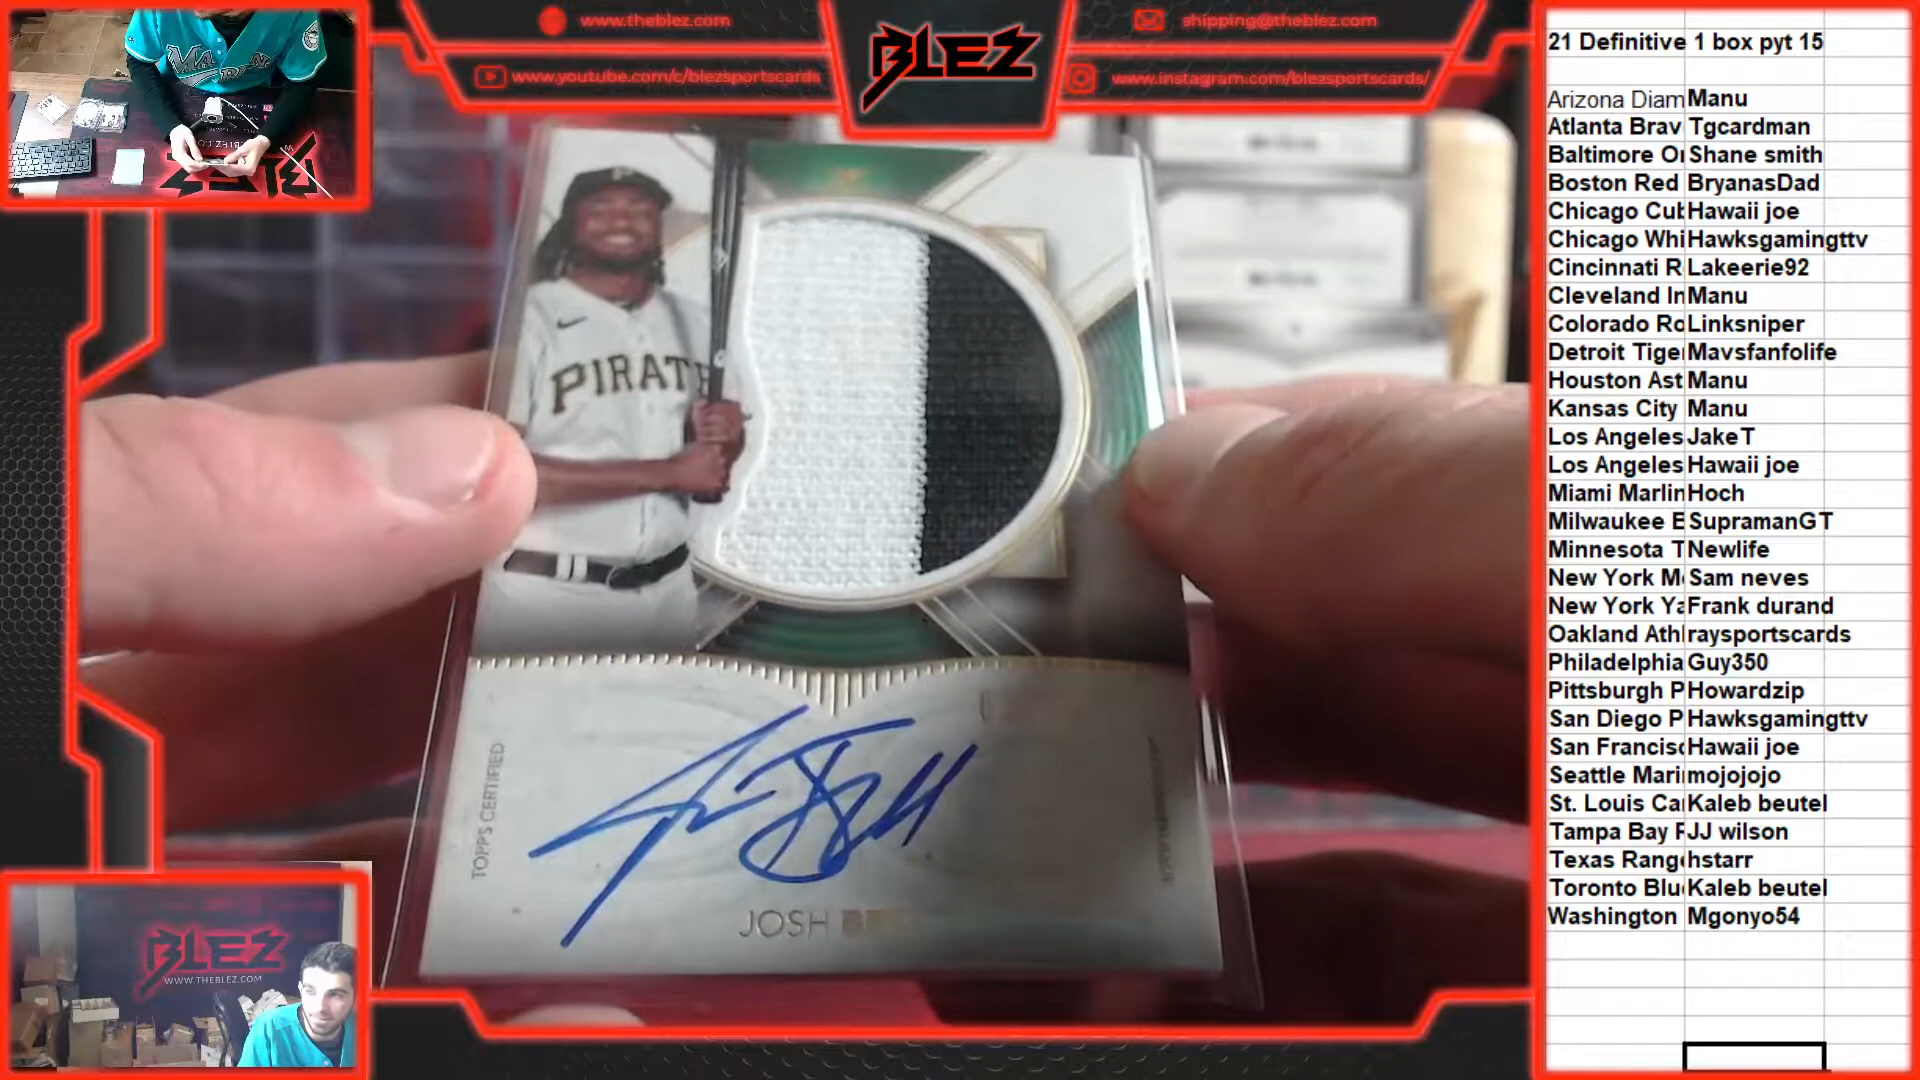 www.theblez.com
www.youtube.com/c/blezsportscards
BLEZ
shipping@theblez.com
www.instagram.com/blezsportscards/
PIRATE
TOPPS CERTIFIED
JOSH
BLEZ
WWW.THEBLEZ.COM
21 Definitive 1 box pyt 15
Arizona Diam Manu
Atlanta Brav Tgcardman
Baltimore Or Shane smith
Boston Red BryanasDad
Chicago Cub Hawaii joe
Chicago Whi Hawksgamingttv
Cincinnati R Lakeerie92
Cleveland In Manu
Colorado Ro Linksniper
Detroit Tige Mavsfanfolife
Houston Ast Manu
Kansas City Manu
Los Angeles JakeT
Los Angeles Hawaii joe
Miami Marlin Hoch
Milwaukee B SupramanGT
Minnesota T Newlife
New York Me Sam neves
New York Ya Frank durand
Oakland Athl raysportscards
Philadelphia Guy350
Pittsburgh P Howardzip
San Diego P Hawksgamingttv
San Francisc Hawaii joe
Seattle Mari mojojojo
St. Louis Car Kaleb beutel
Tampa Bay R JJ wilson
Texas Range hstarr
Toronto Blu Kaleb beutel
Washington Mgonyo54